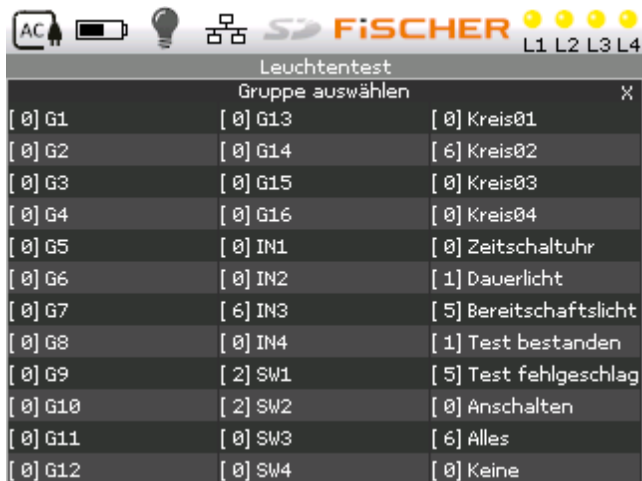 AC SD FiSCHER L1 L2 L3 L4
Leuchtentest
Gruppe auswählen X
[ 0] G1 [ 0] G13 [ 0] Kreis01
[ 0] G2 [ 0] G14 [ 6] Kreis02
[ 0] G3 [ 0] G15 [ 0] Kreis03
[ 0] G4 [ 0] G16 [ 0] Kreis04
[ 0] G5 [ 0] IN1 [ 0] Zeitschaltuhr
[ 0] G6 [ 0] IN2 [ 1] Dauerlicht
[ 0] G7 [ 6] IN3 [ 5] Bereitschaftslicht
[ 0] G8 [ 0] IN4 [ 1] Test bestanden
[ 0] G9 [ 2] SW1 [ 5] Test fehlgeschlag
[ 0] G10 [ 2] SW2 [ 0] Anschalten
[ 0] G11 [ 0] SW3 [ 6] Alles
[ 0] G12 [ 0] SW4 [ 0] Keine